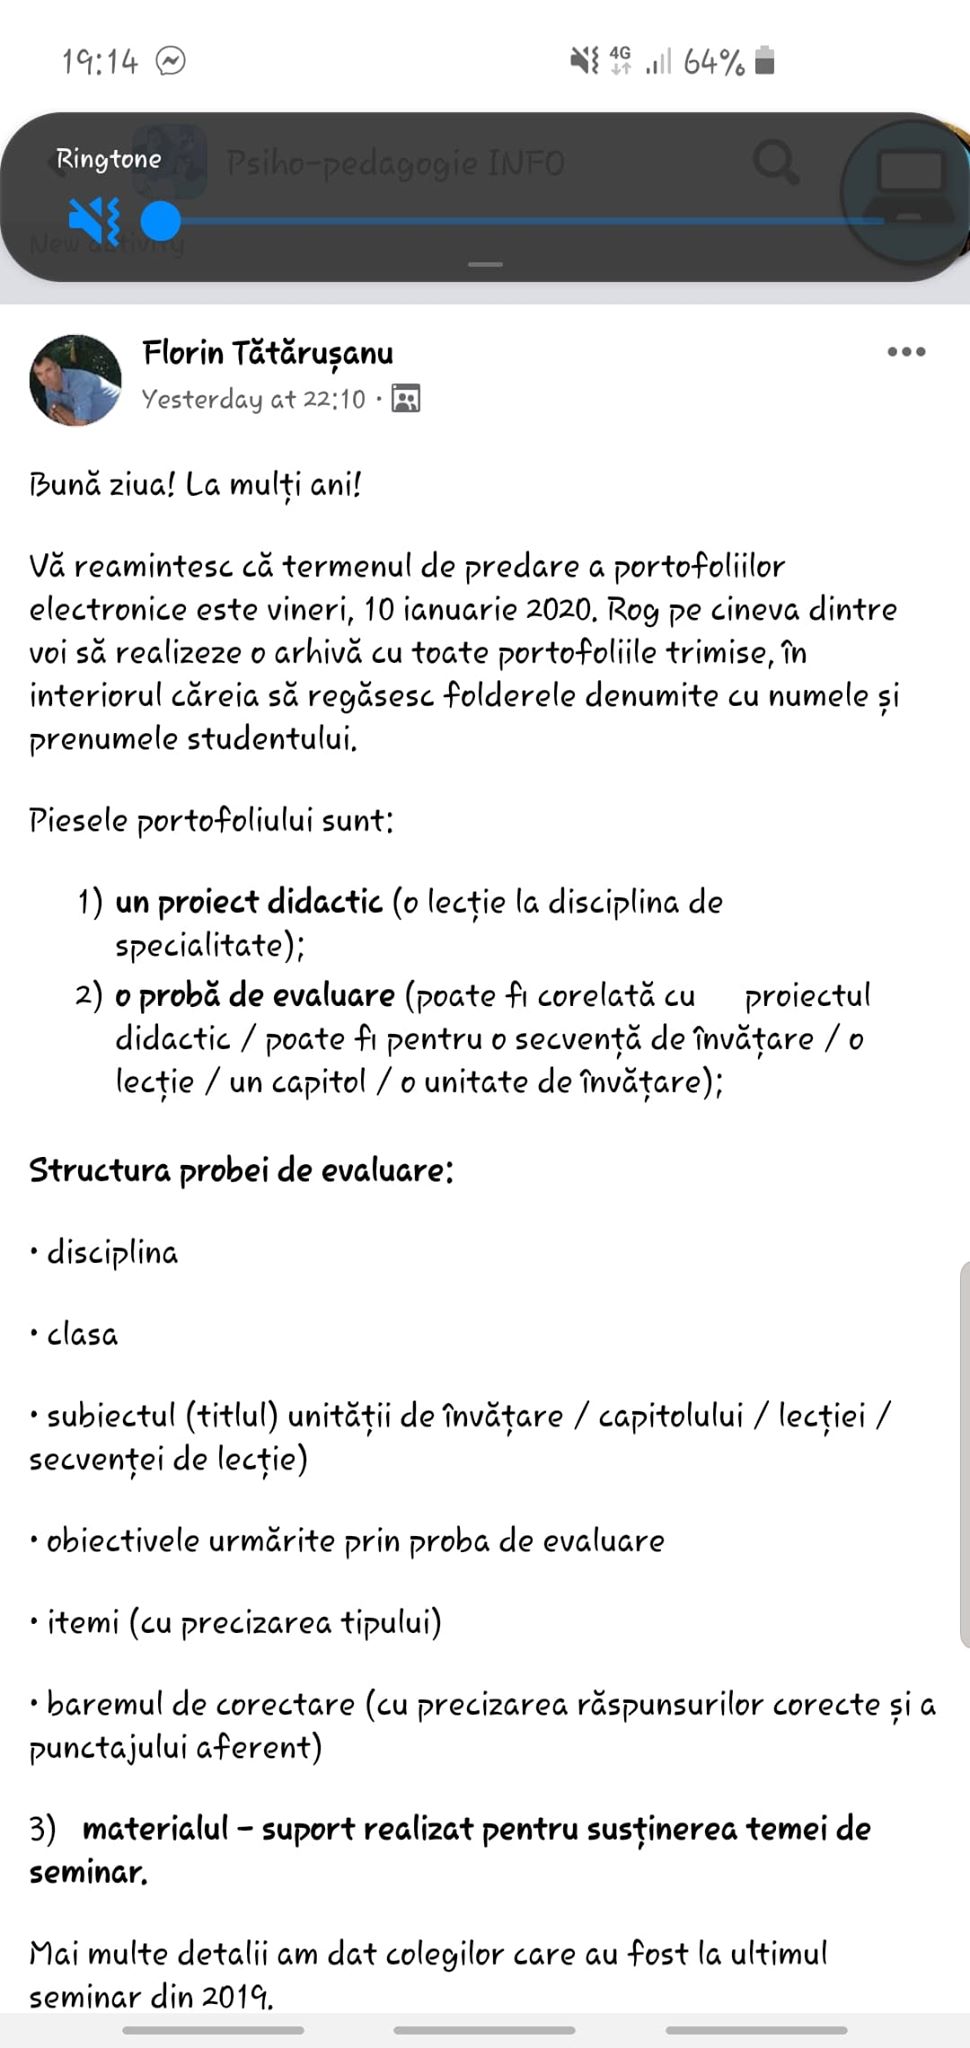 19:14
4G
64%
Ringtone
Psiho-pedagogie INFO
New activity
Florin Tătărușanu
Yesterday at 22:10 •
Bună ziua! La mulți ani!
Vă reamintesc că termenul de predare a portofoliilor
electronice este vineri, 10 ianuarie 2020. Rog pe cineva dintre
voi să realizeze o arhivă cu toate portofoliile trimise, în
interiorul căreia să regăsesc folderele denumite cu numele și
prenumele studentului.
Piesele portofoliului sunt:
1) un proiect didactic (o lecție la disciplina de
specialitate);
2) o probă de evaluare (poate fi corelată cu proiectul
didactic / poate fi pentru o secvență de învățare / o
lecție / un capitol / o unitate de învățare);
Structura probei de evaluare:
• disciplina
• clasa
• subiectul (titlul) unității de învățare / capitolului / lecției /
secvenței de lecție)
• obiectivele urmărite prin proba de evaluare
• itemi (cu precizarea tipului)
• baremul de corectare (cu precizarea răspunsurilor corecte și a
punctajului aferent)
3) materialul – suport realizat pentru susținerea temei de
seminar.
Mai multe detalii am dat colegilor care au fost la ultimul
seminar din 2019.